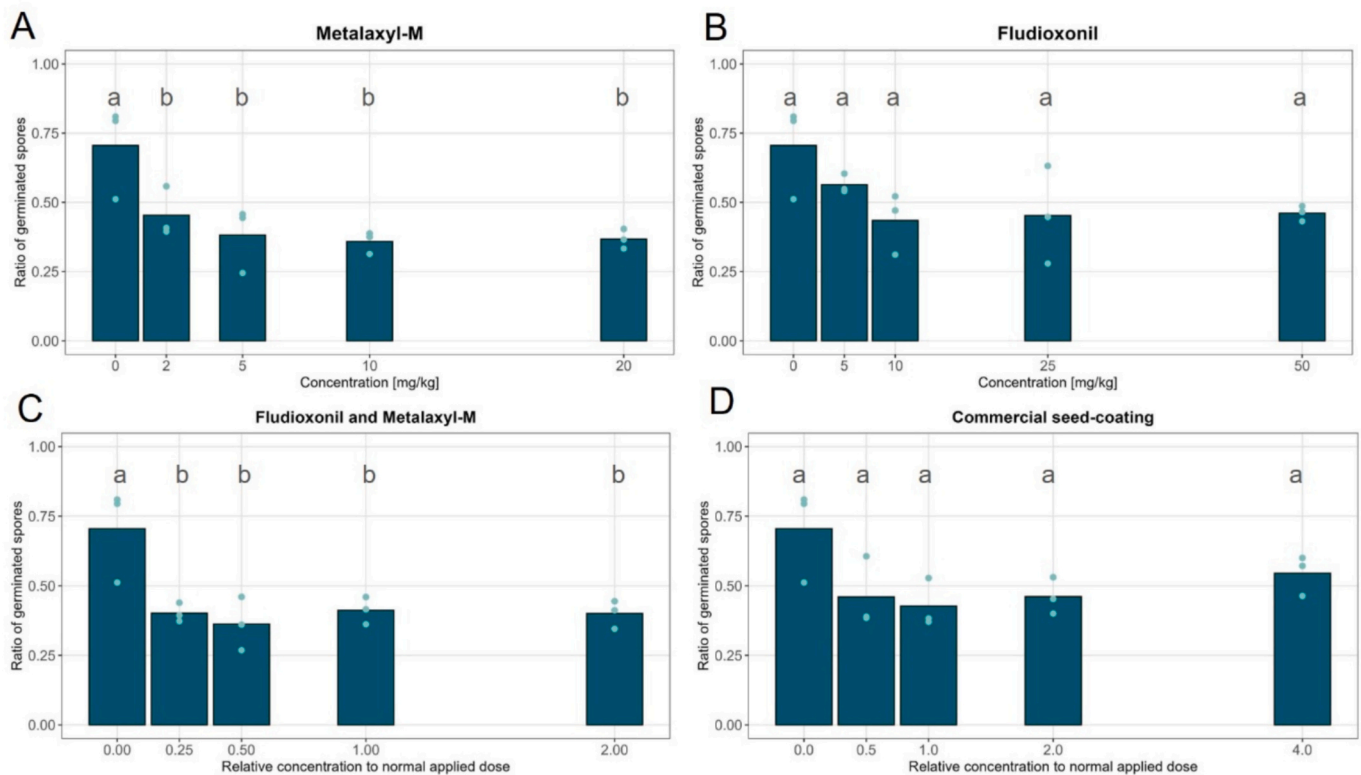 A
Metalaxyl-M
Ratio of germinated spores
1.00
0.75
0.50
0.25
0.00
a b b b b
0 2 5 10 20
Concentration [mg/kg]
B
Fludioxonil
Ratio of germinated spores
1.00
0.75
0.50
0.25
0.00
a a a a a
0 5 10 25 50
Concentration [mg/kg]
C
Fludioxonil and Metalaxyl-M
Ratio of germinated spores
1.00
0.75
0.50
0.25
0.00
a b b b b
0.00 0.25 0.50 1.00 2.00
Relative concentration to normal applied dose
D
Commercial seed-coating
Ratio of germinated spores
1.00
0.75
0.50
0.25
0.00
a a a a a
0.0 0.5 1.0 2.0 4.0
Relative concentration to normal applied dose